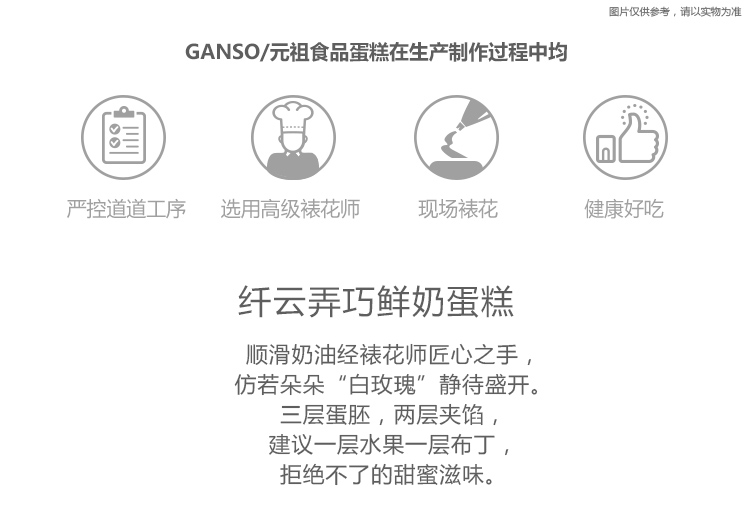 图片仅供参考，请以实物为准
GANSO/元祖食品蛋糕在生产制作过程中均
严控道道工序
选用高级裱花师
现场裱花
健康好吃
纤云弄巧鲜奶蛋糕
顺滑奶油经裱花师匠心之手，
仿若朵朵“白玫瑰”静待盛开。
三层蛋胚，两层夹馅，
建议一层水果一层布丁，
拒绝不了的甜蜜滋味。